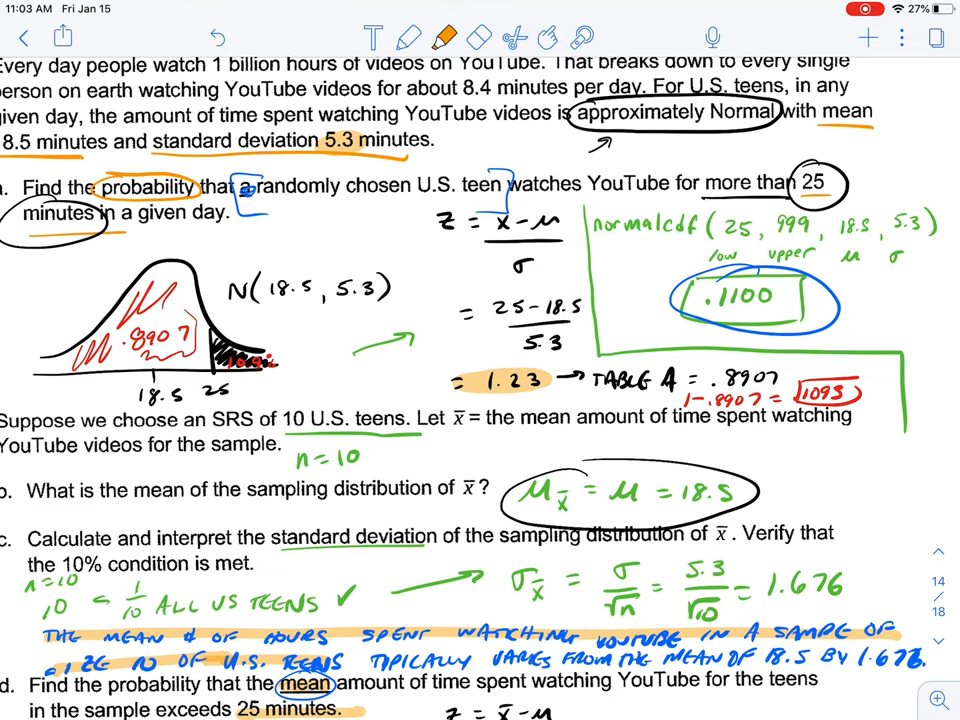 11:03 AM Fri Jan 15
27%
Every day people watch 1 billion hours of videos on YouTube. That breaks down to every single
person on earth watching YouTube videos for about 8.4 minutes per day. For U.S. teens, in any
given day, the amount of time spent watching YouTube videos is approximately Normal with mean
8.5 minutes and standard deviation 5.3 minutes.
a. Find the probability that a randomly chosen U.S. teen watches YouTube for more than 25
minutes in a given day.
z = x - μ
σ
= 25 - 18.5
5.3
= 1.23 → TABLE A = .8907
1 - .8907 = .1093
normalcdf ( 25, 999, 18.5, 5.3 )
low upper μ σ
.1100
N( 18.5 , 5.3 )
.8907
18.5 25
Suppose we choose an SRS of 10 U.S. teens. Let x̄ = the mean amount of time spent watching
YouTube videos for the sample.
n = 10
b. What is the mean of the sampling distribution of x̄ ?
μx̄ = μ = 18.5
c. Calculate and interpret the standard deviation of the sampling distribution of x̄ . Verify that
the 10% condition is met.
n = 10
10 ≤ 1/10 ALL US TEENS ✓
σx̄ = σ/√n = 5.3/√10 = 1.676
THE MEAN # OF HOURS SPENT WATCHING YOUTUBE IN A SAMPE OF
SIZE 10 OF U.S. TEENS TYPICALLY VARIES FROM THE MEAN OF 18.5 BY 1.676.
d. Find the probability that the mean amount of time spent watching YouTube for the teens
in the sample exceeds 25 minutes.
z = x̄ - μ
14
/
18